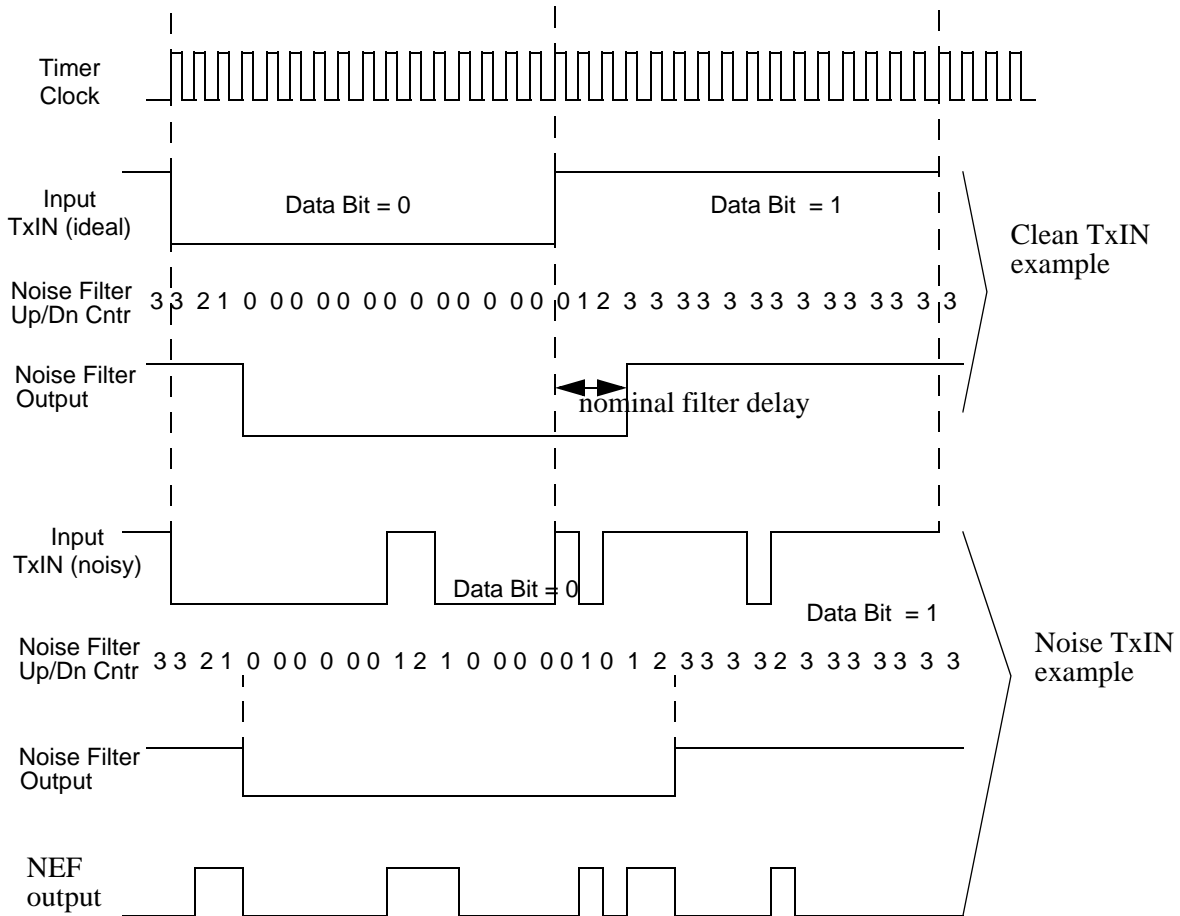 Timer
Clock
Input
TxIN (ideal)
Data Bit = 0
Data Bit = 1
Clean TxIN
example
Noise Filter
Up/Dn Cntr
3 3 2 1 0 0 0 0 0 0 0 0 0 0 0 0 0 1 2 3 3 3 3 3 3 3 3 3 3 3 3 3 3
Noise Filter
Output
nominal filter delay
Input
TxIN (noisy)
Data Bit = 0
Data Bit = 1
Noise Filter
Up/Dn Cntr
3 3 2 1 0 0 0 0 0 0 1 2 1 0 0 0 0 0 1 0 1 2 3 3 3 3 2 3 3 3 3 3 3 3
Noise TxIN
example
Noise Filter
Output
NEF
output